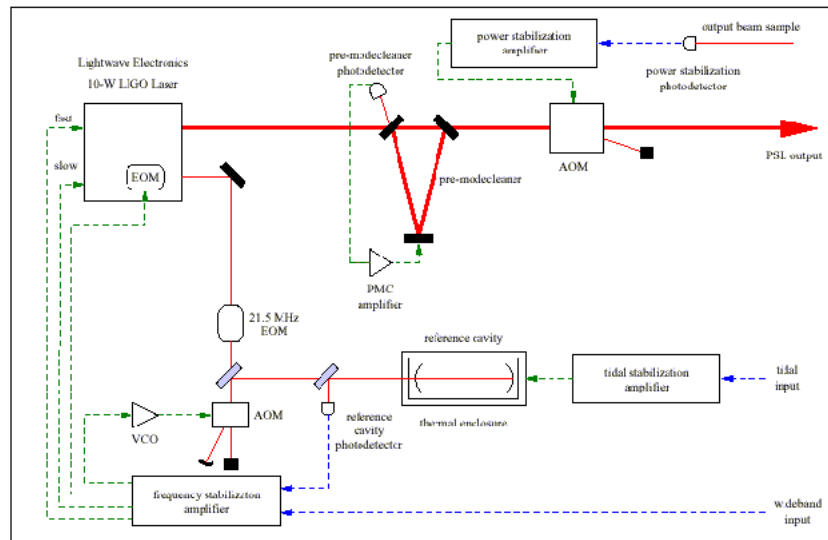 output beam sample
power stabilization
amplifier
Lightwave Electronics
10-W LIGO Laser
pre-modecleaner
photodetector
power stabilization
photodetector
fast
slow
EOM
AOM
PSL output
pre-modecleaner
PMC
amplifier
21.5 MHz
EOM
reference cavity
tidal stabilization
amplifier
tidal
input
VCO
AOM
reference
cavity
photodetector
thermal enclosure
frequency stabilization
amplifier
wideband
input